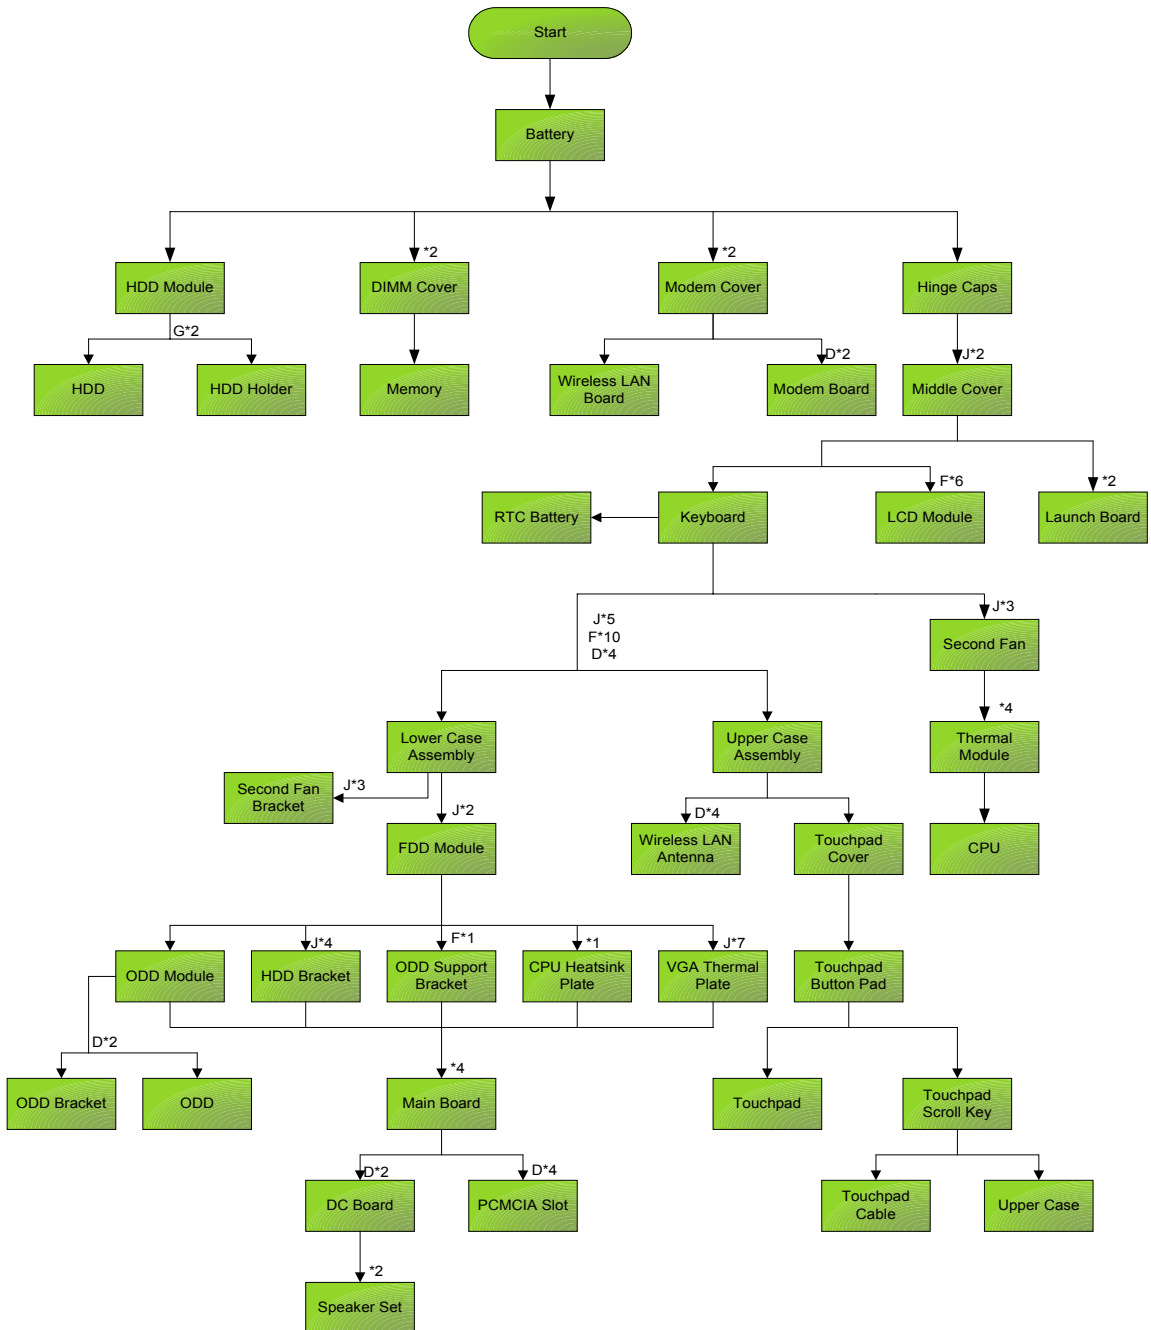 Start
Battery
*2
*2
HDD Module
DIMM Cover
Modem Cover
Hinge Caps
G*2
D*2
J*2
HDD
HDD Holder
Memory
Wireless LAN
Board
Modem Board
Middle Cover
F*6
*2
RTC Battery
Keyboard
LCD Module
Launch Board
J*5
F*10
D*4
J*3
Second Fan
*4
Lower Case
Assembly
Upper Case
Assembly
Thermal
Module
Second Fan
Bracket
J*3
J*2
D*4
FDD Module
Wireless LAN
Antenna
Touchpad
Cover
CPU
J*4
F*1
*1
J*7
ODD Module
HDD Bracket
ODD Support
Bracket
CPU Heatsink
Plate
VGA Thermal
Plate
Touchpad
Button Pad
D*2
*4
ODD Bracket
ODD
Main Board
Touchpad
Touchpad
Scroll Key
D*2
D*4
DC Board
PCMCIA Slot
Touchpad
Cable
Upper Case
*2
Speaker Set